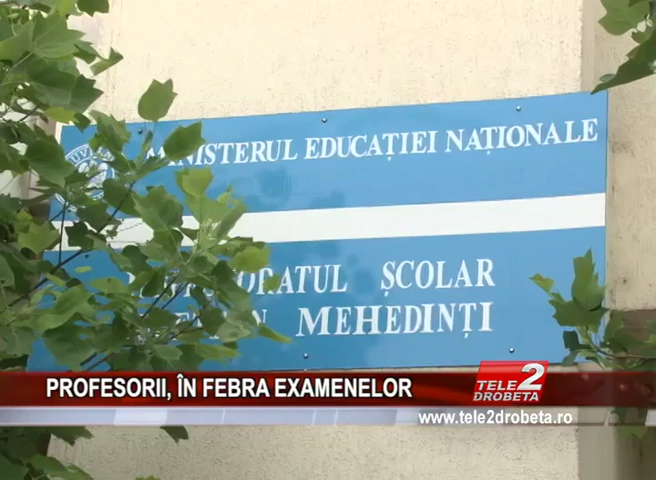 MINISTERUL EDUCAȚIEI NAȚIONALE
ȘCOLAR
MEHEDINȚI
PROFESORII, ÎN FEBRA EXAMENELOR
TELE 2
DROBETA
www.tele2drobeta.ro